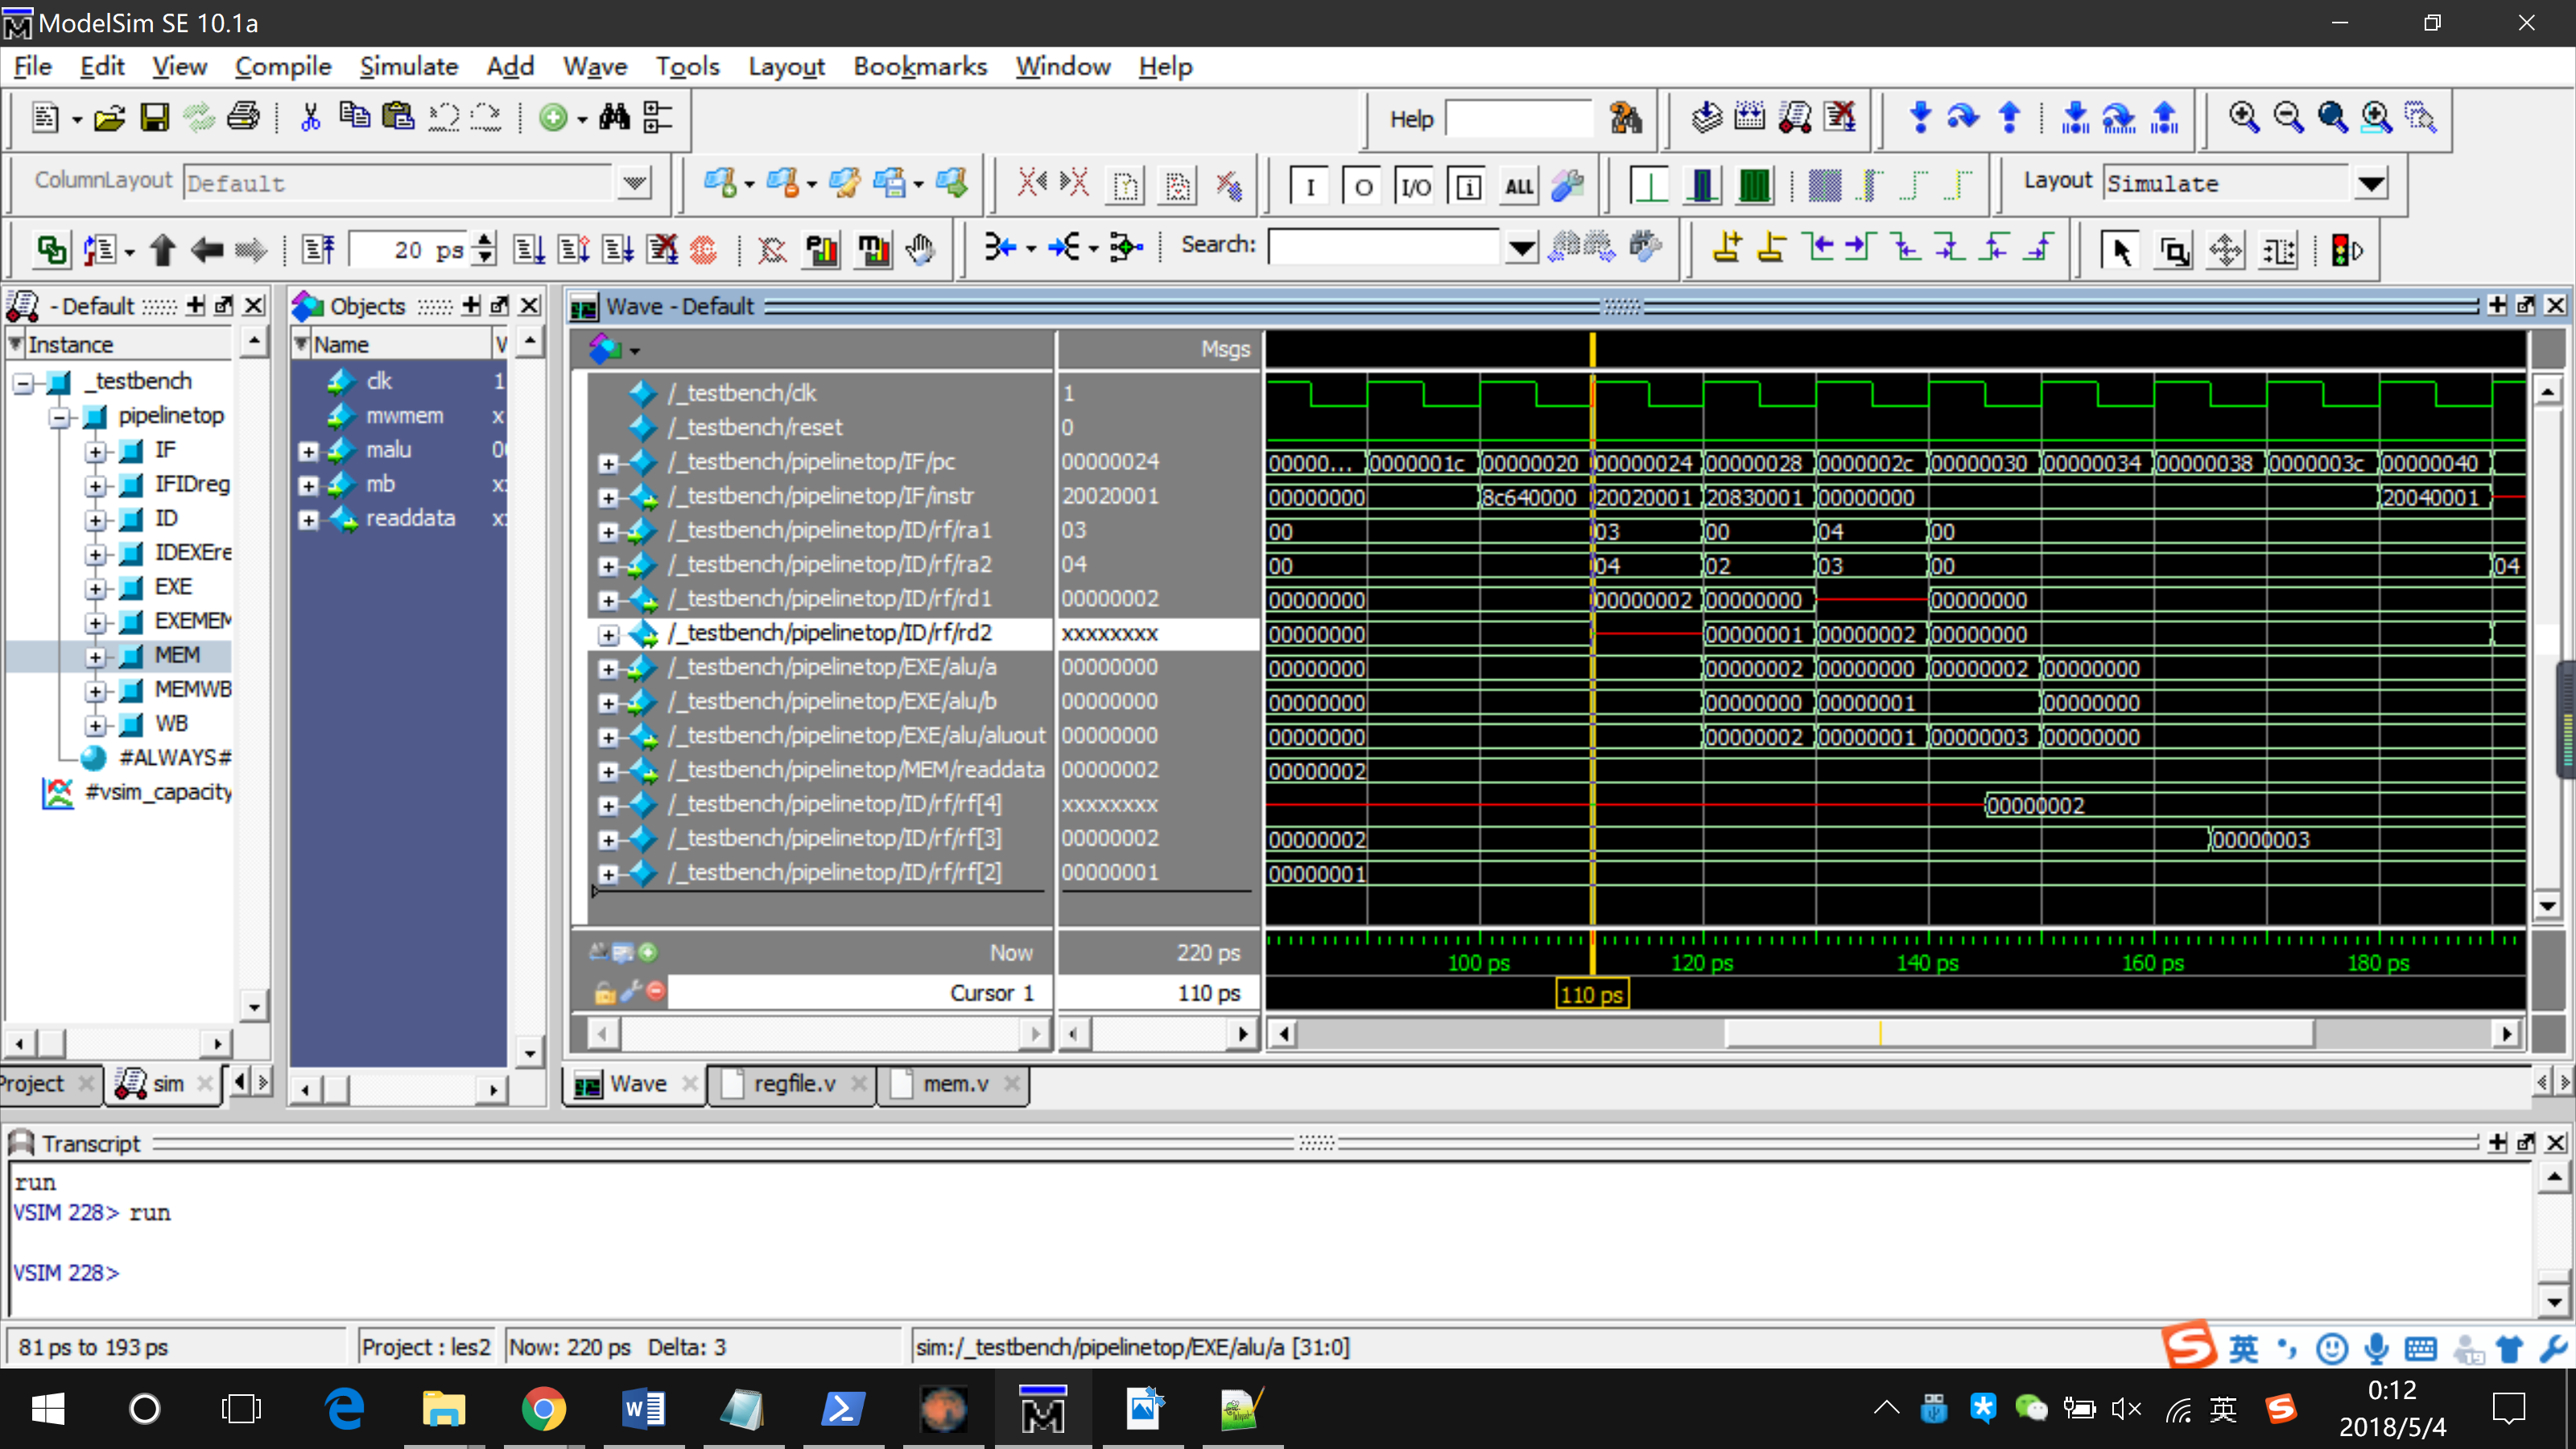 ModelSim SE 10.1a
File Edit View Compile Simulate Add Wave Tools Layout Bookmarks Window Help
Help
ColumnLayout Default
I O I/O i ALL
Layout Simulate
20 ps
Search:
- Default
Instance
_testbench
pipelinetop
IF
IFIDreg
ID
IDEXEre
EXE
EXEMEM
MEM
MEMWB
WB
#ALWAYS#
#vsim_capacity
Project
sim
Objects
Name V
clk 1
mwmem x
malu 0
mb x
readdata x
Wave - Default
Msgs
/_testbench/clk 1
/_testbench/reset 0
/_testbench/pipelinetop/IF/pc 00000024 00000... 0000001c 00000020 00000024 00000028 0000002c 00000030 00000034 00000038 0000003c 00000040
/_testbench/pipelinetop/IF/instr 20020001 00000000 8c640000 20020001 20830001 00000000 20040001
/_testbench/pipelinetop/ID/rf/ra1 03 00 03 00 04 00
/_testbench/pipelinetop/ID/rf/ra2 04 00 04 02 03 00 04
/_testbench/pipelinetop/ID/rf/rd1 00000002 00000000 00000002 00000000 00000000
/_testbench/pipelinetop/ID/rf/rd2 xxxxxxxx 00000000 00000001 00000002 00000000
/_testbench/pipelinetop/EXE/alu/a 00000000 00000000 00000002 00000000 00000002 00000000
/_testbench/pipelinetop/EXE/alu/b 00000000 00000000 00000000 00000001 00000000
/_testbench/pipelinetop/EXE/alu/aluout 00000000 00000000 00000002 00000001 00000003 00000000
/_testbench/pipelinetop/MEM/readdata 00000002 00000002
/_testbench/pipelinetop/ID/rf/rf[4] xxxxxxxx 00000002
/_testbench/pipelinetop/ID/rf/rf[3] 00000002 00000002 00000003
/_testbench/pipelinetop/ID/rf/rf[2] 00000001 00000001
Now 220 ps 100 ps 120 ps 140 ps 160 ps 180 ps
Cursor 1 110 ps 110 ps
Wave regfile.v mem.v
Transcript
run
VSIM 228> run
VSIM 228>
81 ps to 193 ps Project : les2 Now: 220 ps Delta: 3 sim:/_testbench/pipelinetop/EXE/alu/a [31:0]
英
英
0:12
2018/5/4